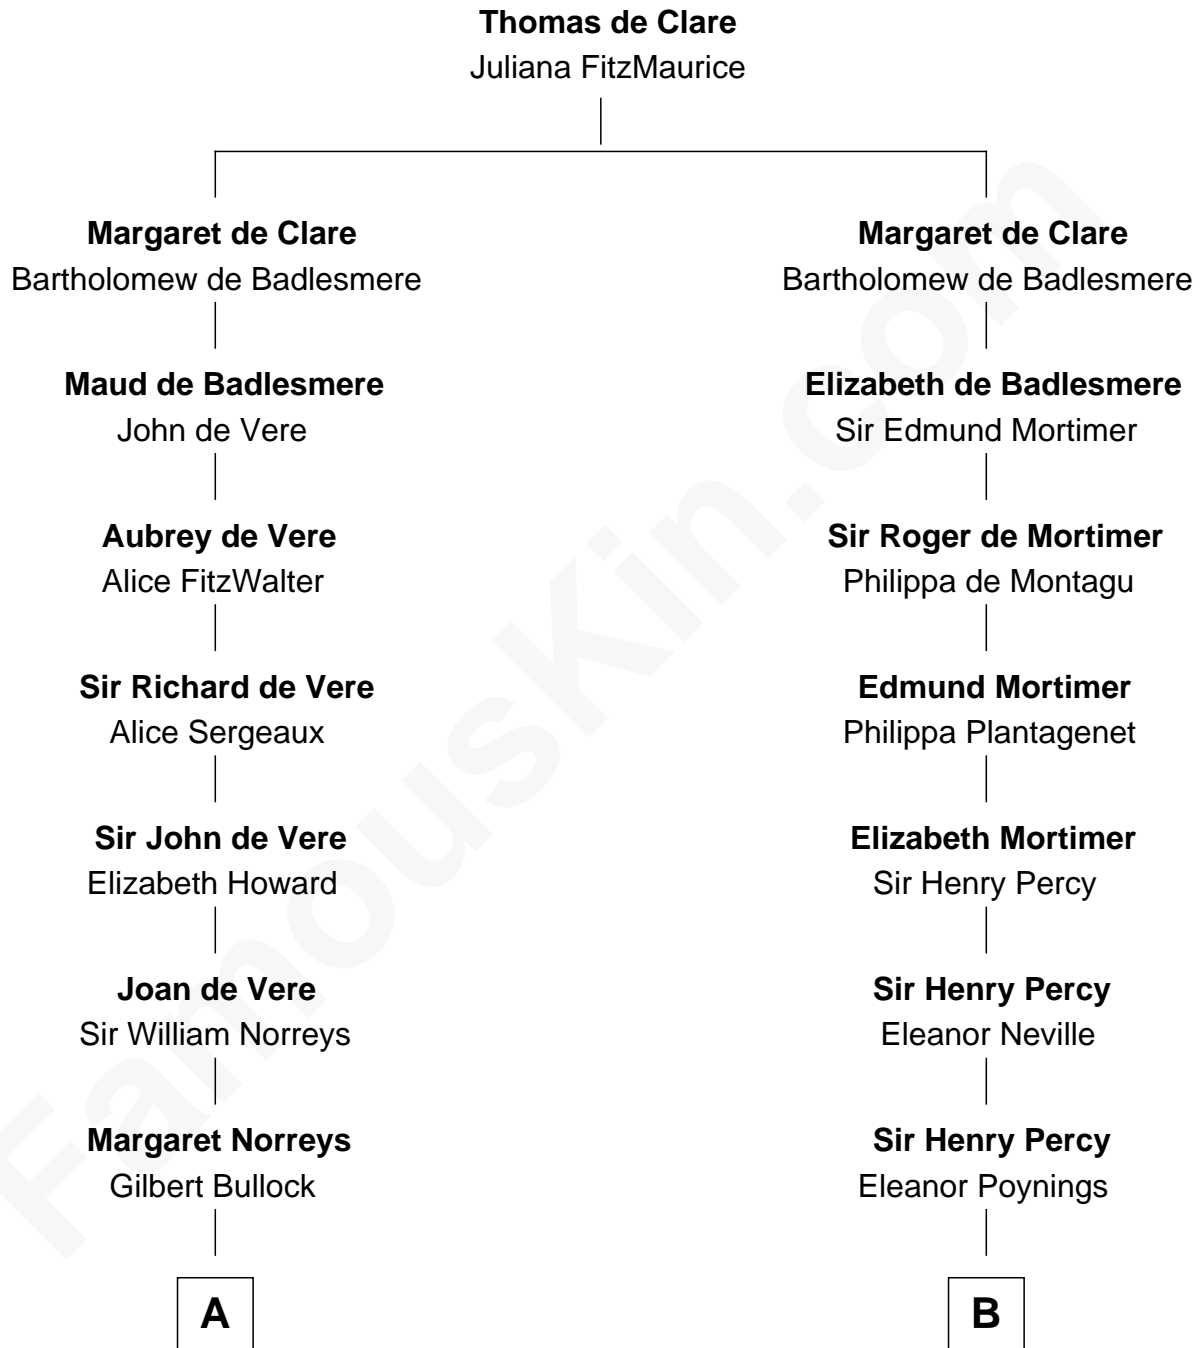 Thomas de Clare
Juliana FitzMaurice
Margaret de Clare
Bartholomew de Badlesmere
Maud de Badlesmere
John de Vere
Aubrey de Vere
Alice FitzWalter
Sir Richard de Vere
Alice Sergeaux
Sir John de Vere
Elizabeth Howard
Joan de Vere
Sir William Norreys
Margaret Norreys
Gilbert Bullock
A
Margaret de Clare
Bartholomew de Badlesmere
Elizabeth de Badlesmere
Sir Edmund Mortimer
Sir Roger de Mortimer
Philippa de Montagu
Edmund Mortimer
Philippa Plantagenet
Elizabeth Mortimer
Sir Henry Percy
Sir Henry Percy
Eleanor Neville
Sir Henry Percy
Eleanor Poynings
B
FamousKin.com